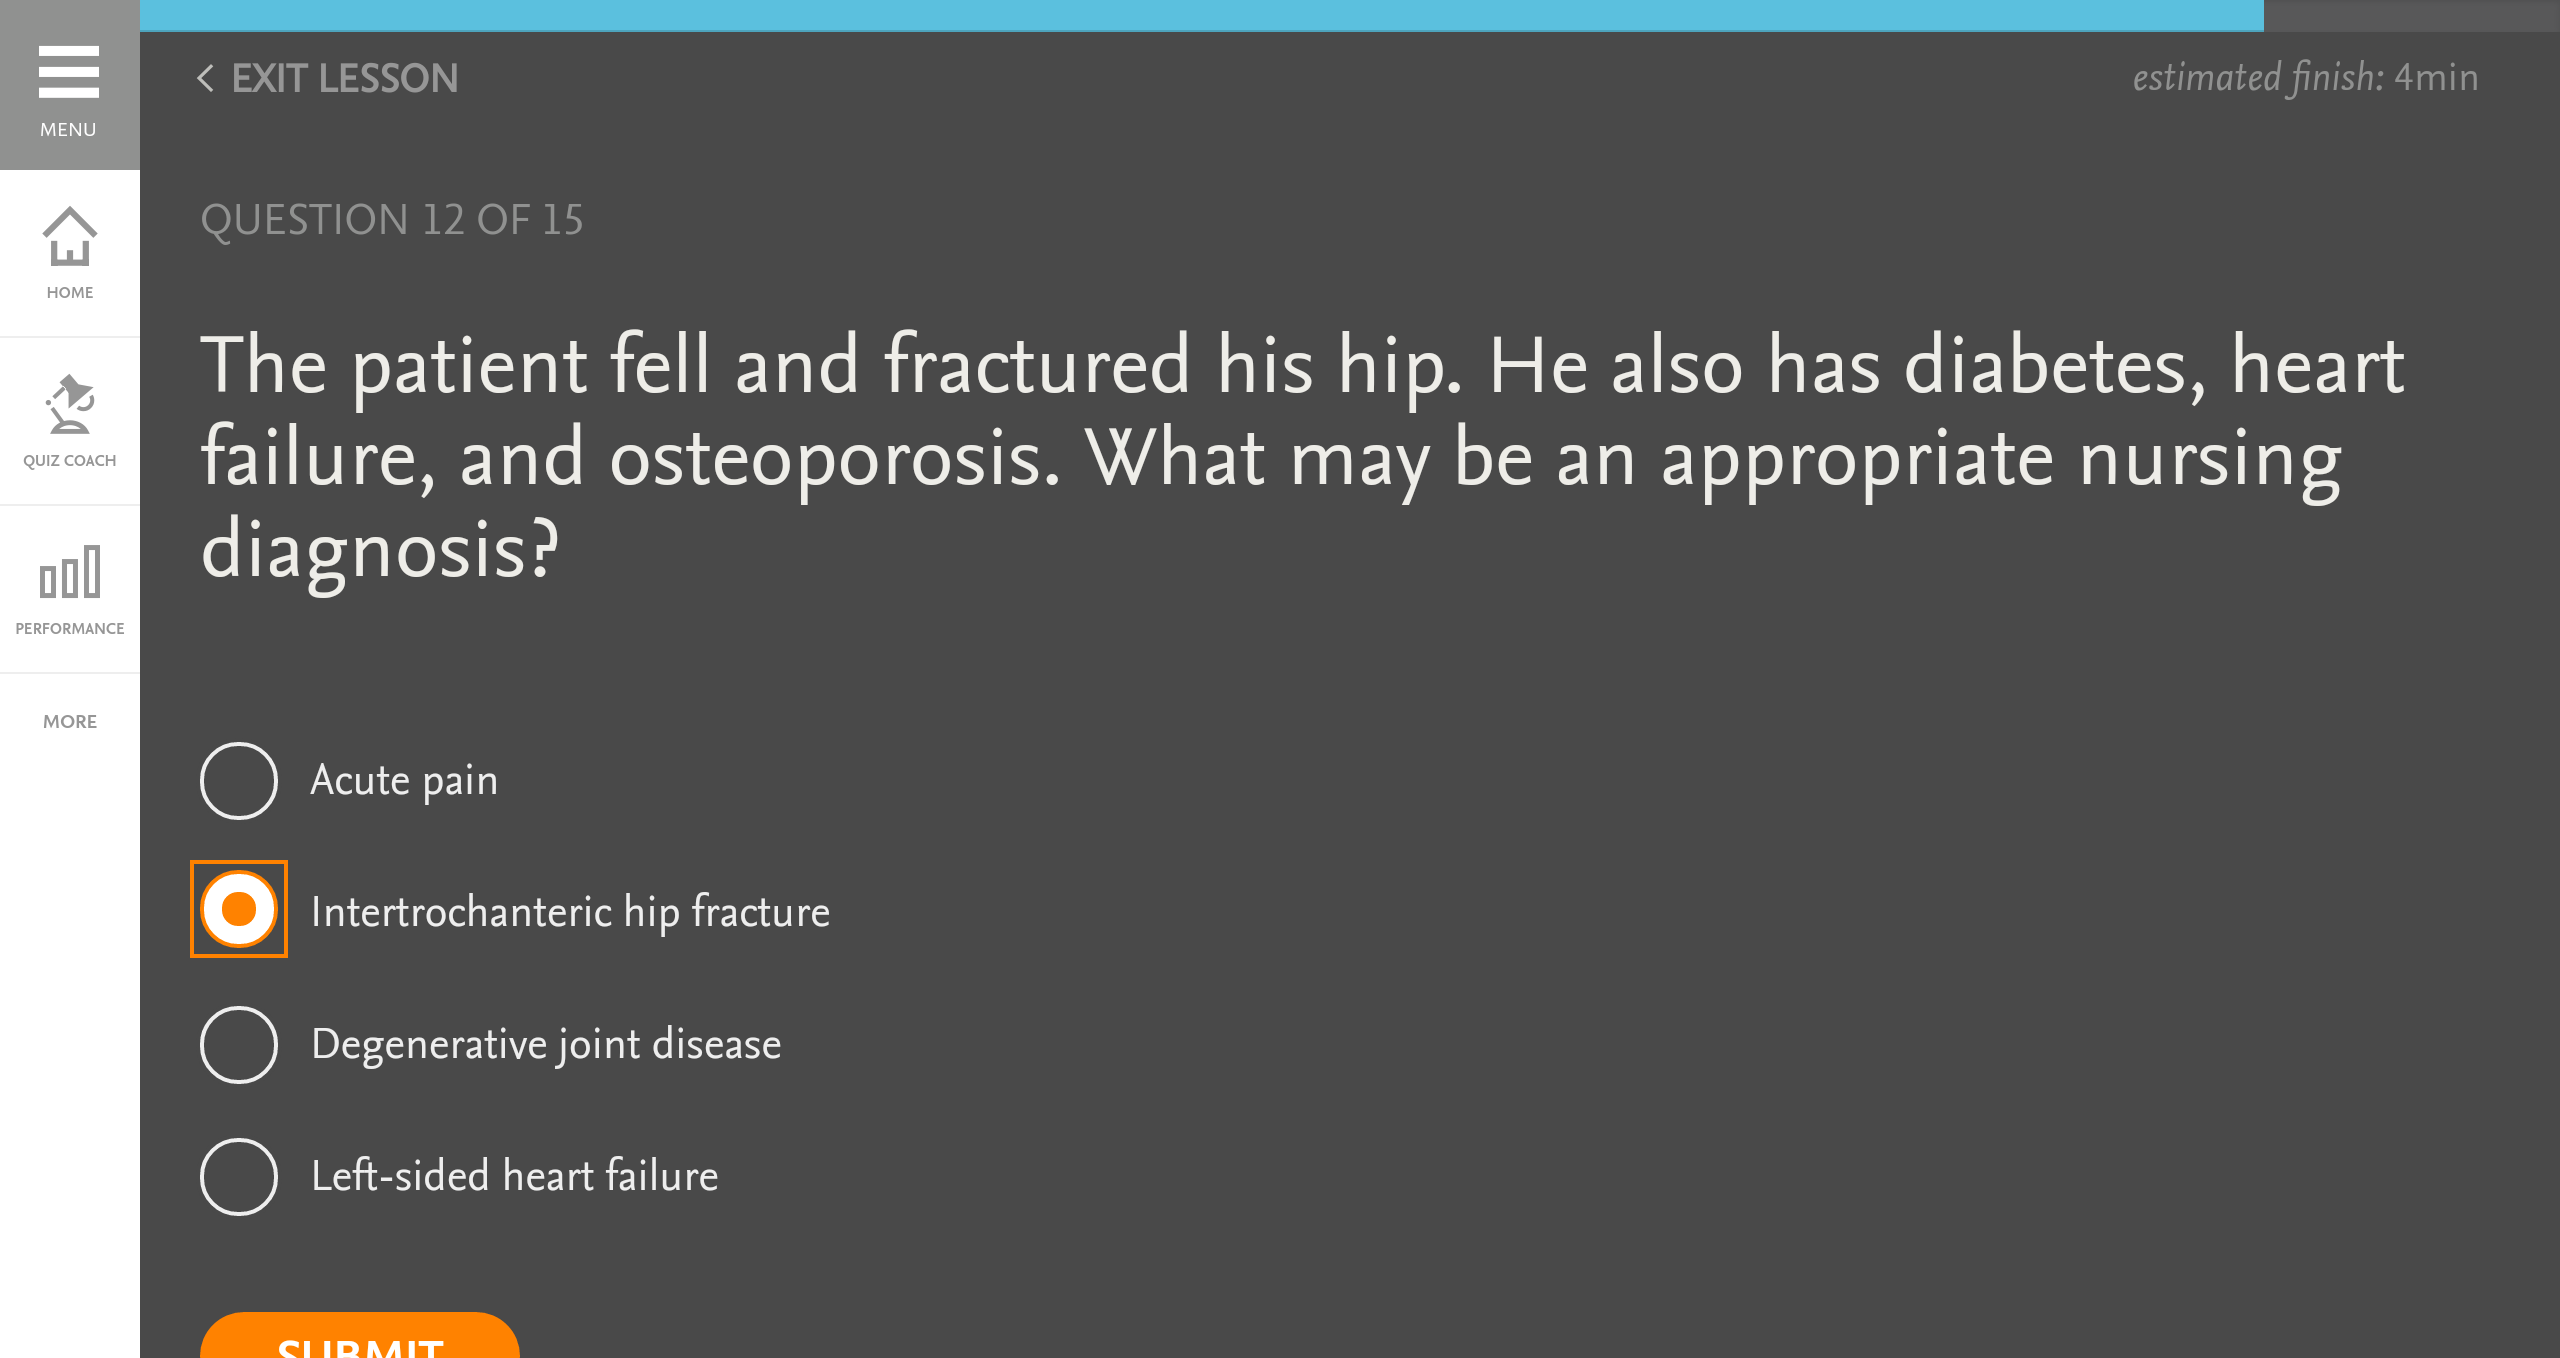 MENU
HOME
QUIZ COACH
PERFORMANCE
MORE
EXIT LESSON
estimated finish: 4min
QUESTION 12 OF 15
The patient fell and fractured his hip. He also has diabetes, heart
failure, and osteoporosis. What may be an appropriate nursing
diagnosis?
Acute pain
Intertrochanteric hip fracture
Degenerative joint disease
Left-sided heart failure
SUBMIT